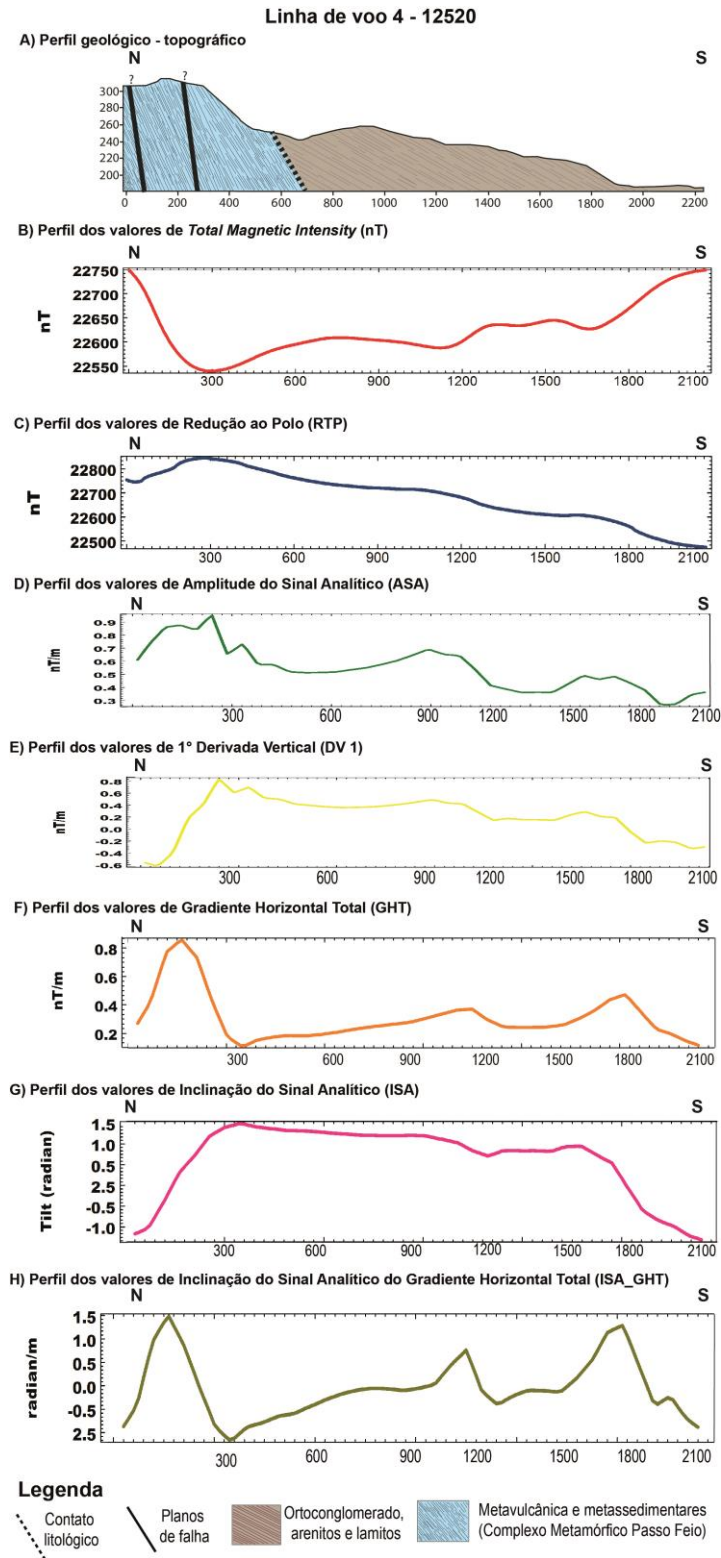 Linha de voo 4 - 12520
A) Perfil geológico - topográfico
N S
? ?
300
280
260
240
220
200
0 200 400 600 800 1000 1200 1400 1600 1800 2000 2200
B) Perfil dos valores de Total Magnetic Intensity (nT)
N S
nT
22750
22700
22650
22600
22550
300 600 900 1200 1500 1800 2100
C) Perfil dos valores de Redução ao Polo (RTP)
N S
nT
22800
22700
22600
22500
300 600 900 1200 1500 1800 2100
D) Perfil dos valores de Amplitude do Sinal Analítico (ASA)
N S
nT/m
0.9
0.8
0.7
0.6
0.5
0.4
0.3
300 600 900 1200 1500 1800 2100
E) Perfil dos valores de 1° Derivada Vertical (DV 1)
N S
nT/m
0.8
0.4
0.2
0.0
-0.2
-0.4
-0.6
300 600 900 1200 1500 1800 2100
F) Perfil dos valores de Gradiente Horizontal Total (GHT)
N S
nT/m
0.8
0.4
0.2
300 600 900 1200 1500 1800 2100
G) Perfil dos valores de Inclinação do Sinal Analítico (ISA)
N S
Tilt (radian)
1.5
1.0
0.5
2.5
-0.5
-1.0
300 600 900 1200 1500 1800 2100
H) Perfil dos valores de Inclinação do Sinal Analítico do Gradiente Horizontal Total (ISA_GHT)
N S
radian/m
1.5
1.0
0.0
-0.5
2.5
300 600 900 1200 1500 1800 2100
Legenda
Contato
litológico
Planos
de falha
Ortoconglomerado,
arenitos e lamitos
Metavulcânica e metassedimentares
(Complexo Metamórfico Passo Feio)